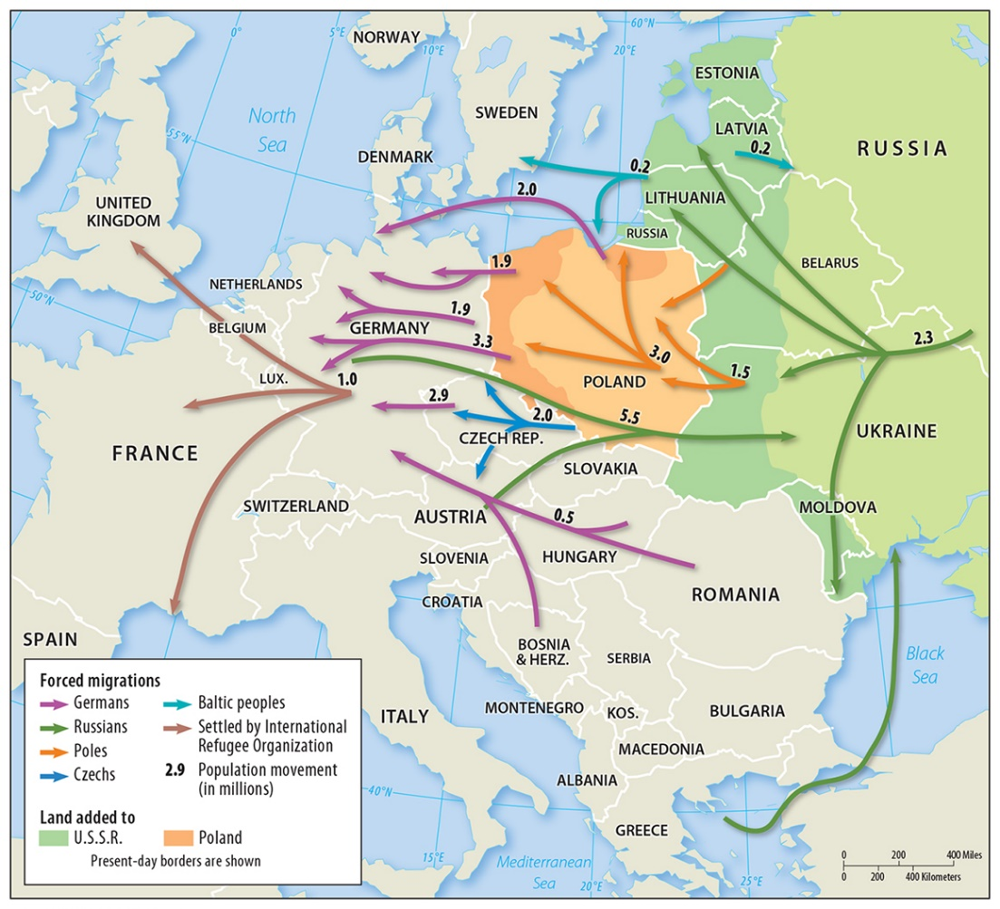 60°N
0°
5°E
NORWAY
10°E
20°E
ESTONIA
North
Sea
SWEDEN
LATVIA
RUSSIA
55°N
DENMARK
0.2
0.2
2.0
LITHUANIA
UNITED
KINGDOM
RUSSIA
BELARUS
1.9
NETHERLANDS
50°N
1.9
BELGIUM
GERMANY
2.3
3.3
3.0
LUX.
1.0
POLAND
1.5
2.9
2.0
5.5
CZECH REP.
UKRAINE
FRANCE
SLOVAKIA
SWITZERLAND
MOLDOVA
AUSTRIA
0.5
SLOVENIA
HUNGARY
CROATIA
ROMANIA
SPAIN
BOSNIA
& HERZ.
SERBIA
Black
Sea
MONTENEGRO
KOS.
BULGARIA
ITALY
MACEDONIA
ALBANIA
40°N
GREECE
15°E
Mediterranean
Sea
20°E
25°E
Forced migrations
Germans
Russians
Poles
Czechs
Baltic peoples
Settled by International
Refugee Organization
2.9 Population movement
(in millions)
Land added to
U.S.S.R.
Poland
Present-day borders are shown
0 200 400 Miles
0 200 400 Kilometers